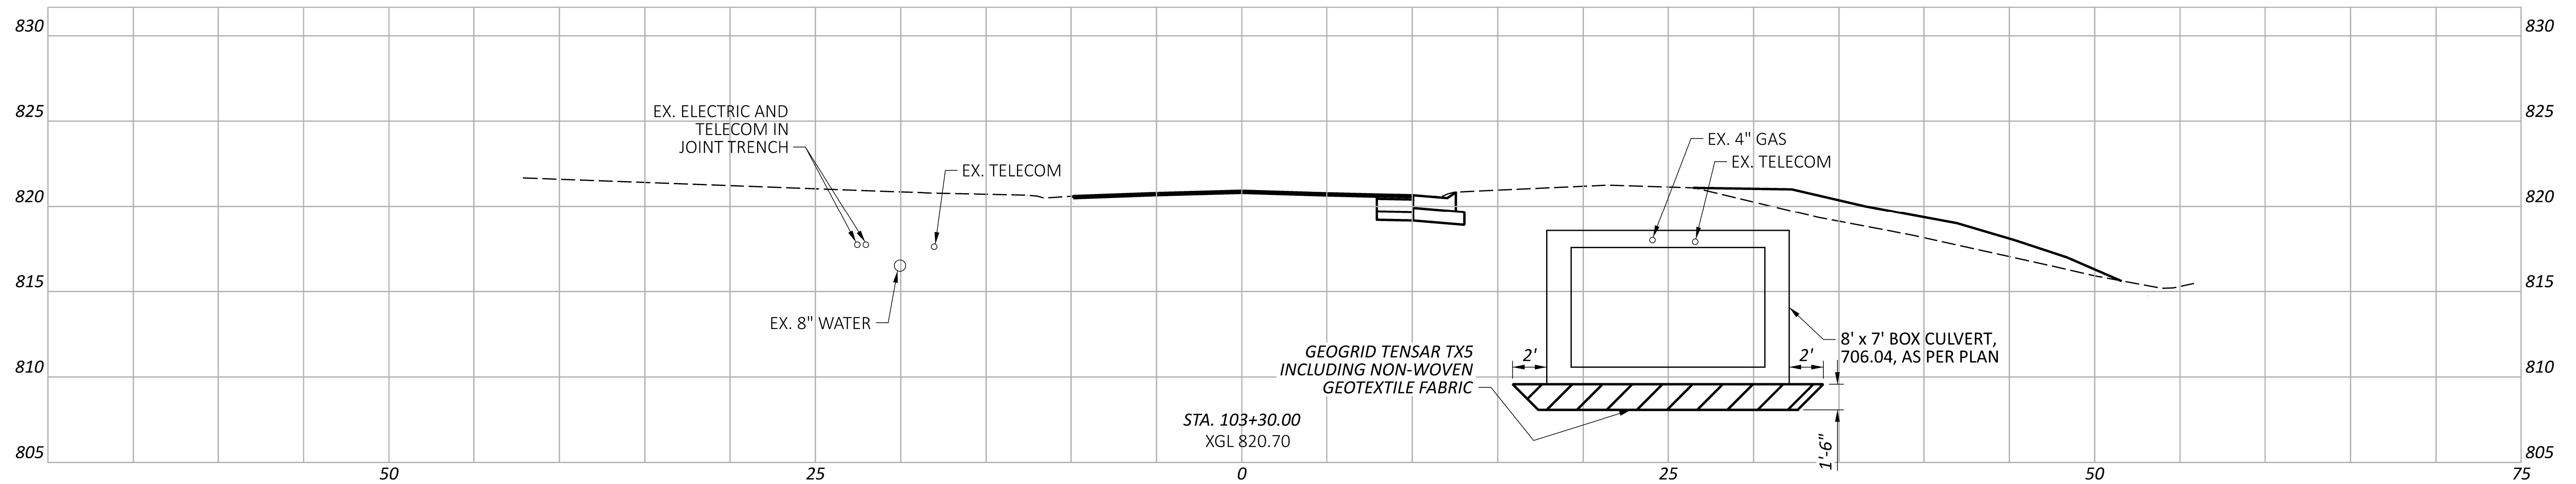 830
830
825
825
EX. ELECTRIC AND
TELECOM IN
JOINT TRENCH
EX. TELECOM
EX. 4" GAS
EX. TELECOM
820
820
815
815
EX. 8" WATER
8' x 7' BOX CULVERT,
706.04, AS PER PLAN
GEOGRID TENSAR TX5
INCLUDING NON-WOVEN
GEOTEXTILE FABRIC
2'
2'
810
810
STA. 103+30.00
XGL 820.70
1'-6"
805
805
50
25
0
25
50
75